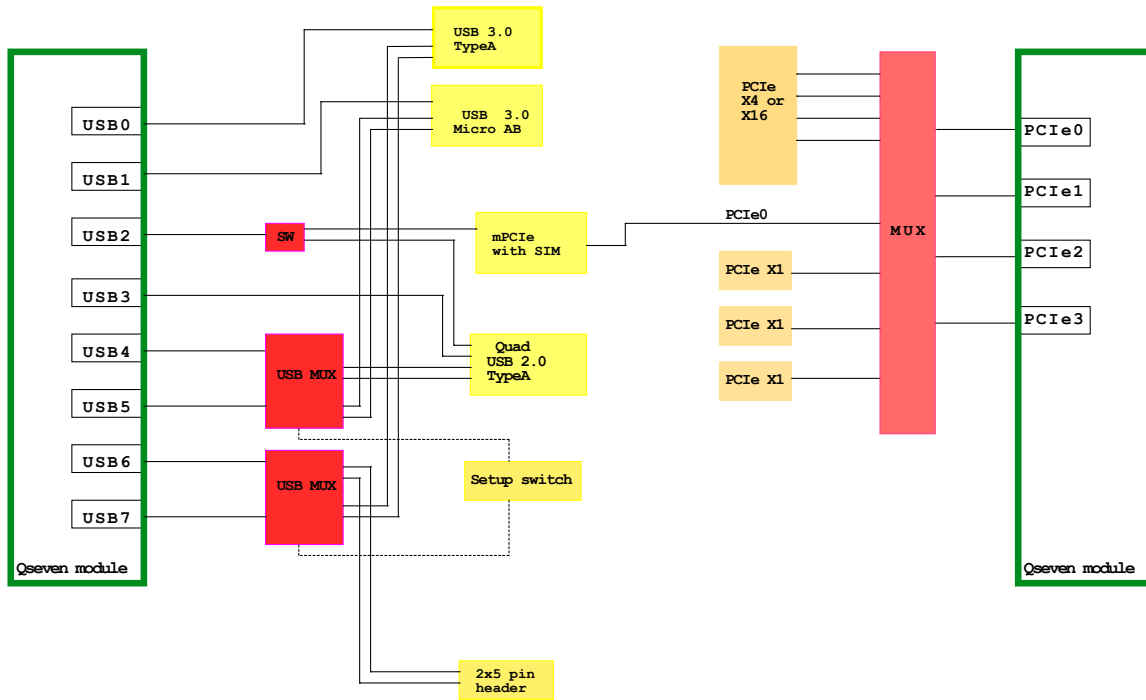 USB 3.0
TypeA
USB 3.0
Micro AB
USB0
USB1
USB2
USB3
USB4
USB5
USB6
USB7
Qseven module
SW
USB MUX
USB MUX
mPCIe
with SIM
Quad
USB 2.0
TypeA
Setup switch
2x5 pin
header
PCIe
X4 or
X16
PCIe0
PCIe X1
PCIe X1
PCIe X1
MUX
PCIe0
PCIe1
PCIe2
PCIe3
Qseven module